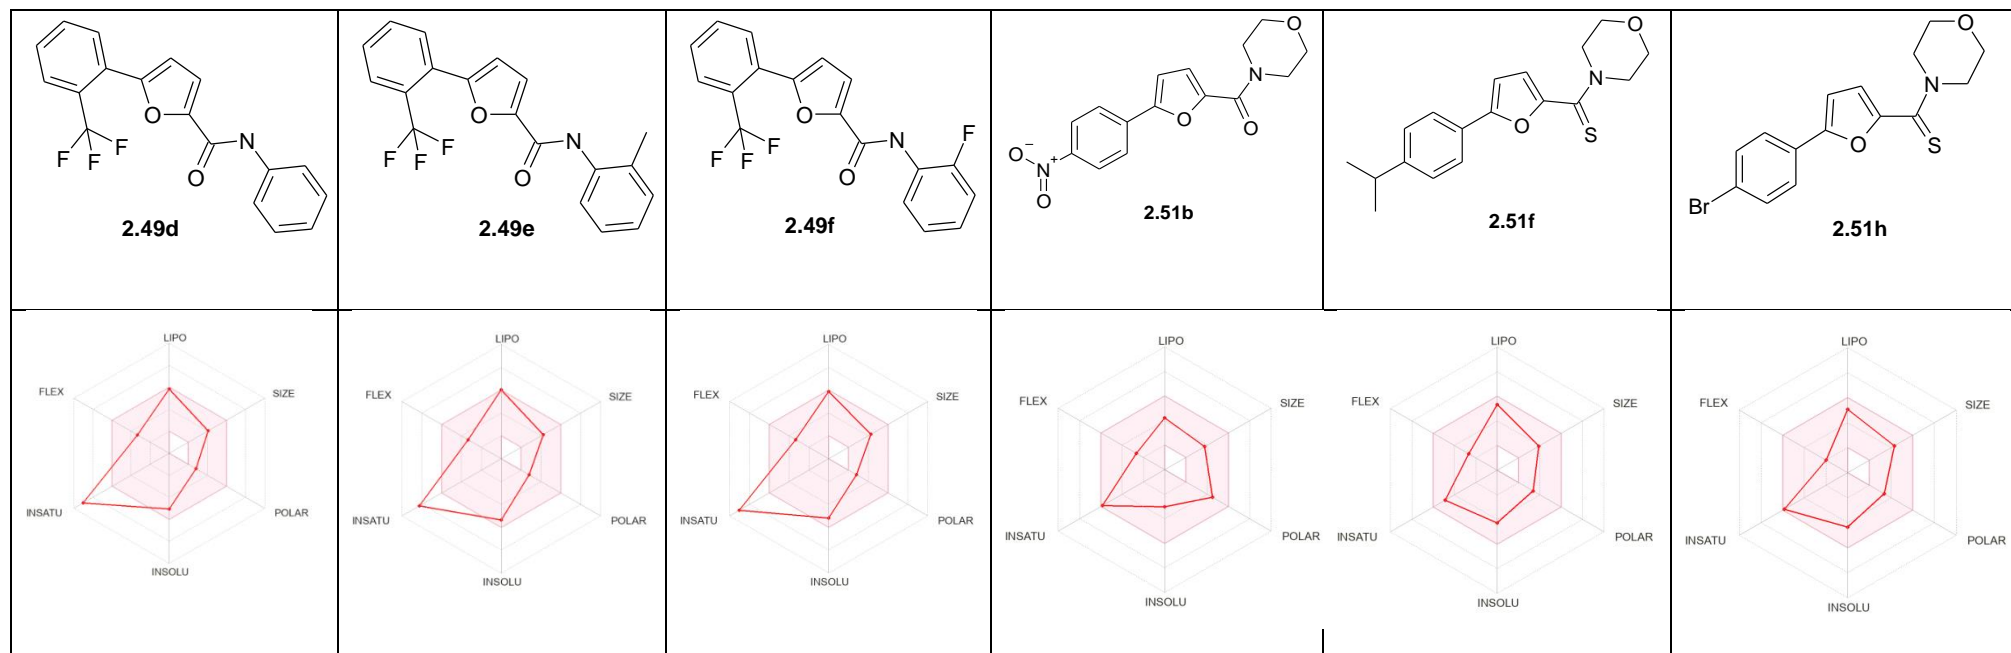 O
F
F
F
N
O
2.49d
O
F
F
F
N
O
2.49e
O
F
F
F
N
O
F
2.49f
O
N
O
O
N+
O−
O
2.51b
O
N
O
S
2.51f
O
N
O
S
Br
2.51h
LIPO
FLEX
SIZE
INSATU
POLAR
INSOLU
LIPO
FLEX
SIZE
INSATU
POLAR
INSOLU
LIPO
FLEX
SIZE
INSATU
POLAR
INSOLU
LIPO
FLEX
SIZE
INSATU
POLAR
INSOLU
LIPO
FLEX
SIZE
INSATU
POLAR
INSOLU
LIPO
FLEX
SIZE
INSATU
POLAR
INSOLU